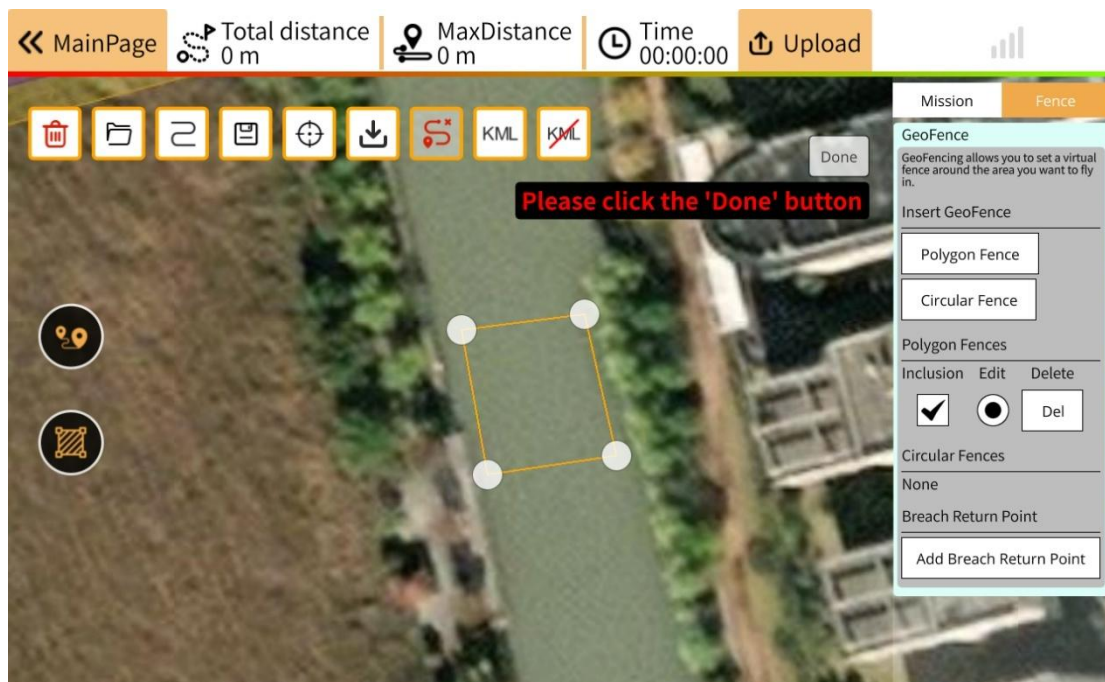 MainPage
Total distance
0 m
MaxDistance
0 m
Time
00:00:00
Upload
KML
KML
Done
Please click the 'Done' button
Mission
Fence
GeoFence
GeoFencing allows you to set a virtual
fence around the area you want to fly
in.
Insert GeoFence
Polygon Fence
Circular Fence
Polygon Fences
Inclusion Edit Delete
Del
Circular Fences
None
Breach Return Point
Add Breach Return Point